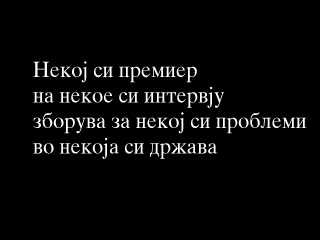 Некој си премиер
на некое си интервју
зборува за некој си проблеми
во некоја си држава